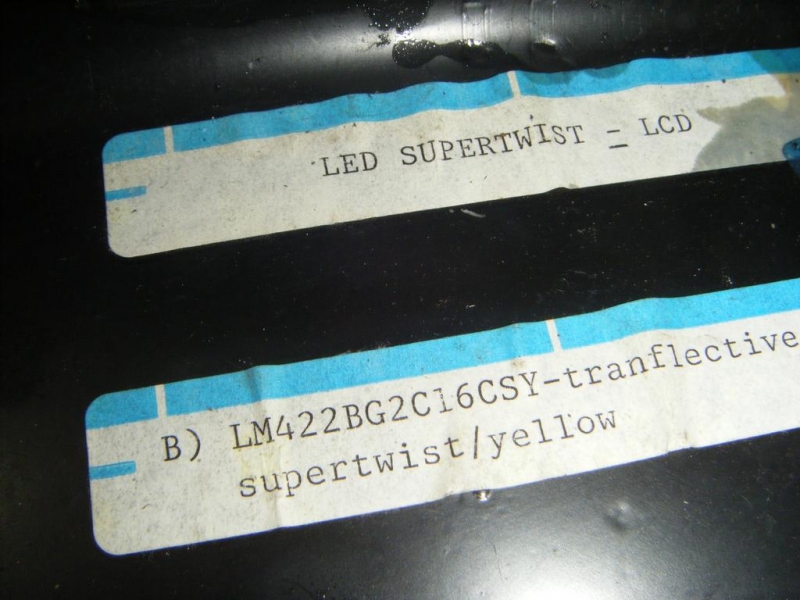 LED SUPERTWIST = LCD
B) LM422BG2C16CSY-tranflective
supertwist/yellow